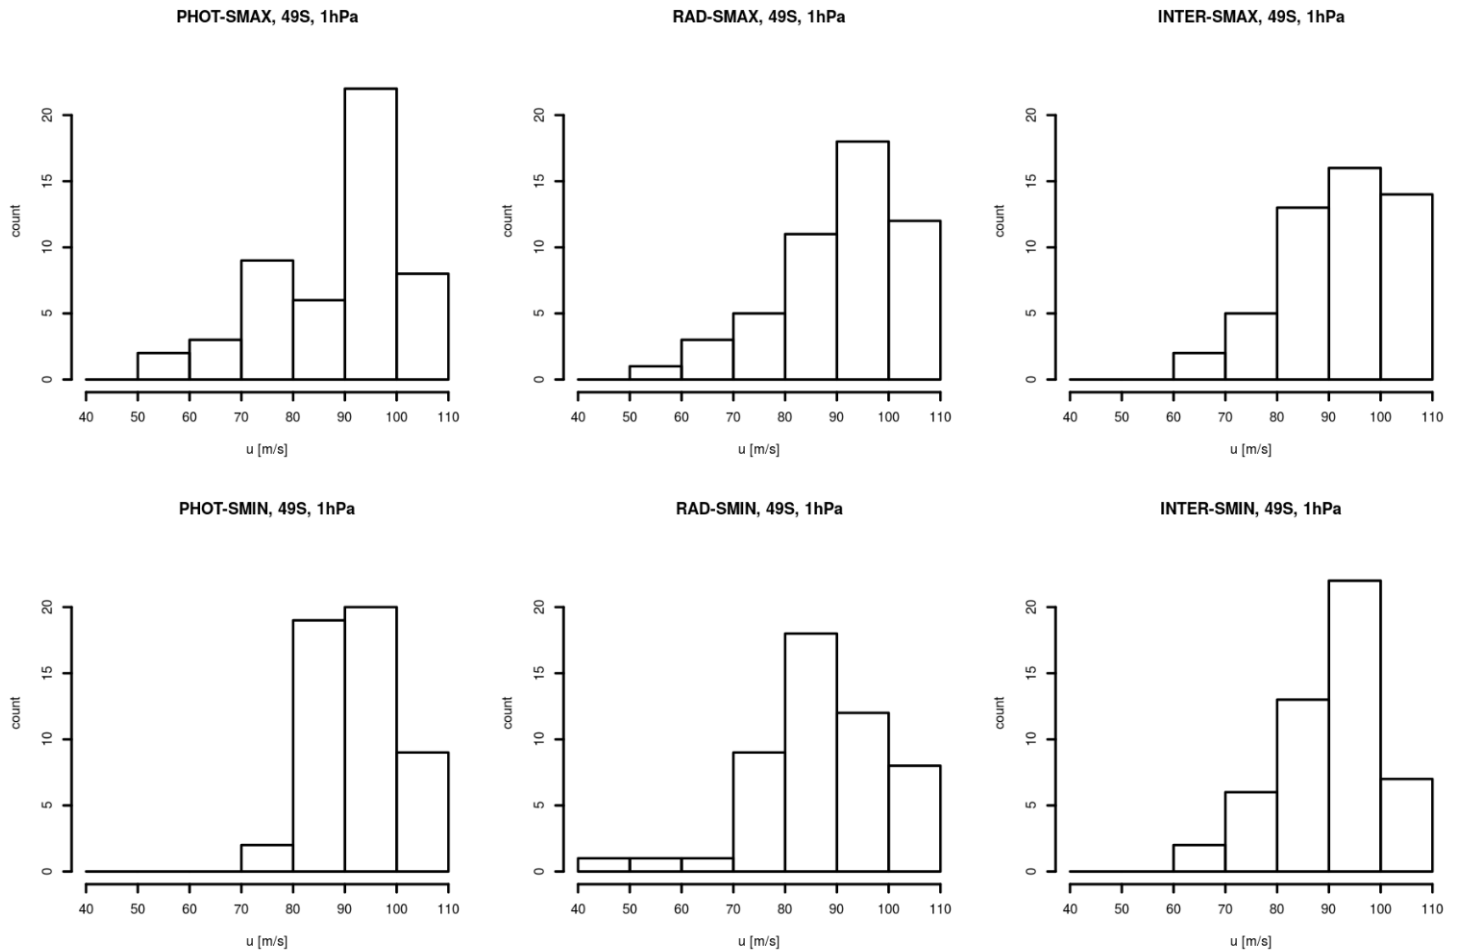 PHOT-SMAX, 49S, 1hPa
RAD-SMAX, 49S, 1hPa
INTER-SMAX, 49S, 1hPa
count
0 5 10 15 20
40 50 60 70 80 90 100 110
u [m/s]
count
0 5 10 15 20
40 50 60 70 80 90 100 110
u [m/s]
count
0 5 10 15 20
40 50 60 70 80 90 100 110
u [m/s]
PHOT-SMIN, 49S, 1hPa
RAD-SMIN, 49S, 1hPa
INTER-SMIN, 49S, 1hPa
count
0 5 10 15 20
40 50 60 70 80 90 100 110
u [m/s]
count
0 5 10 15 20
40 50 60 70 80 90 100 110
u [m/s]
count
0 5 10 15 20
40 50 60 70 80 90 100 110
u [m/s]